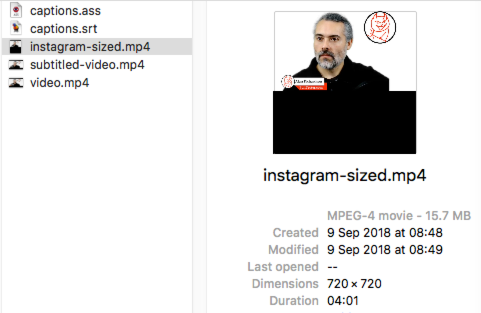 captions.ass
captions.srt
instagram-sized.mp4
subtitled-video.mp4
video.mp4
instagram-sized.mp4
MPEG-4 movie - 15.7 MB
Created 9 Sep 2018 at 08:48
Modified 9 Sep 2018 at 08:49
Last opened --
Dimensions 720 × 720
Duration 04:01